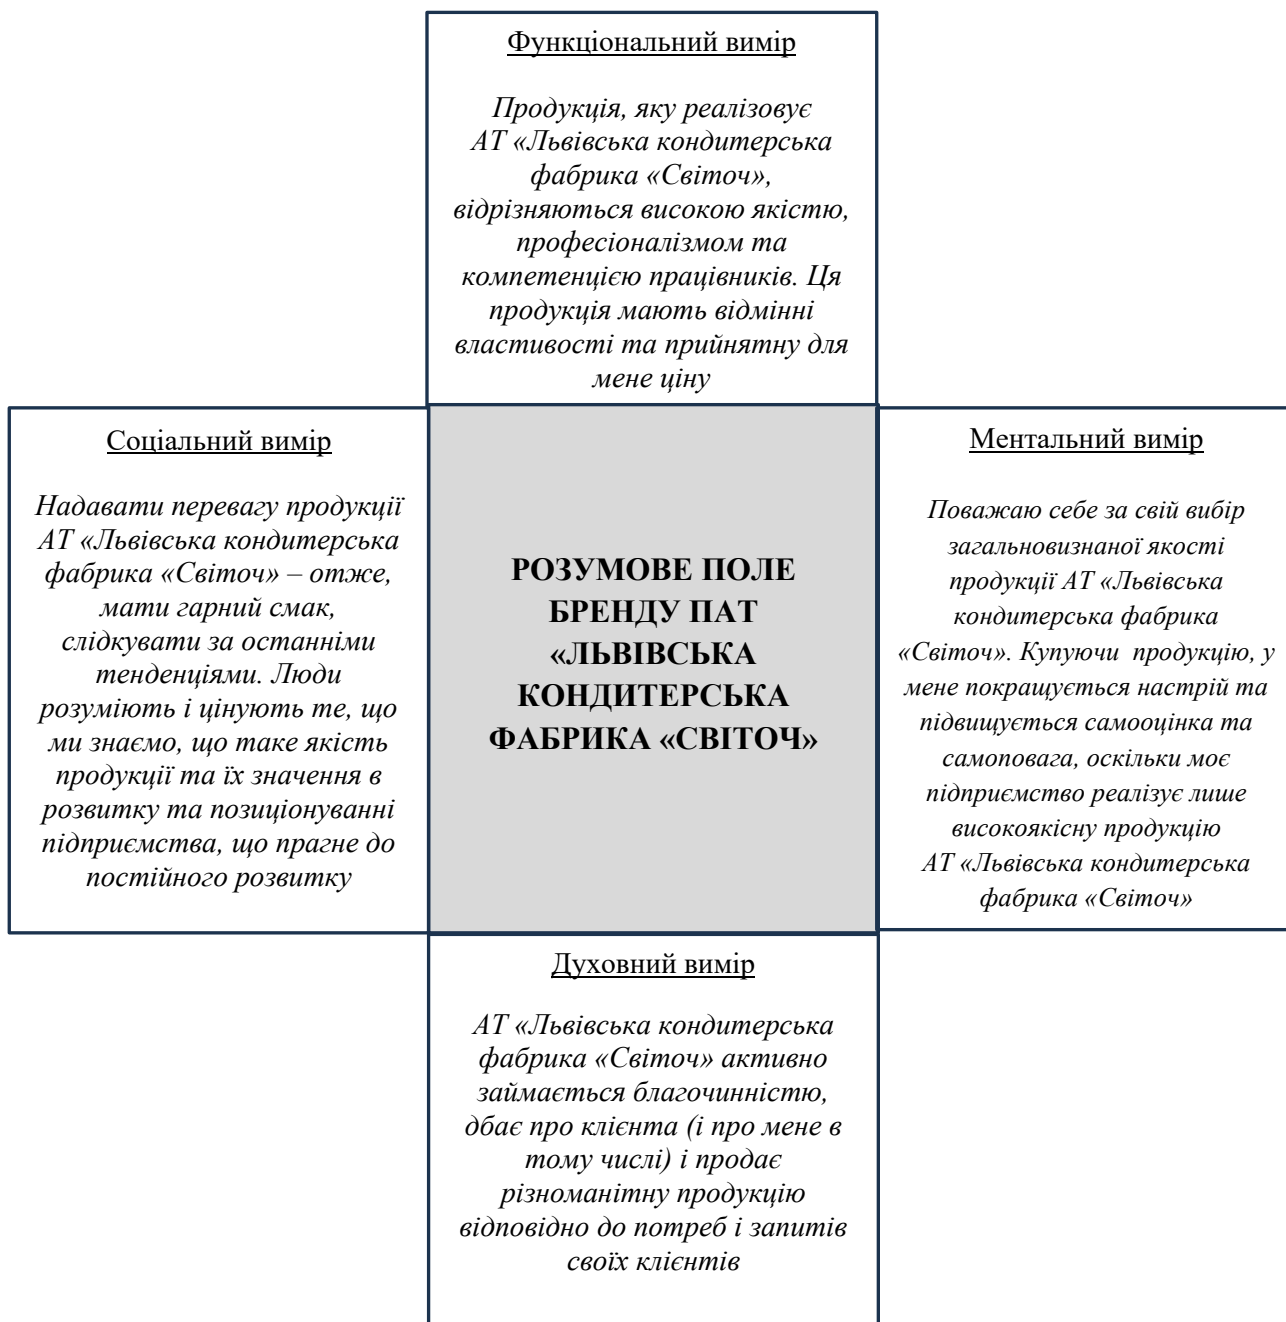 Функціональний вимір
Продукція, яку реалізовує
АТ «Львівська кондитерська
фабрика «Світоч»,
відрізняються високою якістю,
професіоналізмом та
компетенцією працівників. Ця
продукція мають відмінні
властивості та прийнятну для
мене ціну
Соціальний вимір
Надавати перевагу продукції
АТ «Львівська кондитерська
фабрика «Світоч» – отже,
мати гарний смак,
слідкувати за останніми
тенденціями. Люди
розуміють і цінують те, що
ми знаємо, що таке якість
продукції та їх значення в
розвитку та позиціонуванні
підприємства, що прагне до
постійного розвитку
РОЗУМОВЕ ПОЛЕ
БРЕНДУ ПАТ
«ЛЬВІВСЬКА
КОНДИТЕРСЬКА
ФАБРИКА «СВІТОЧ»
Ментальний вимір
Поважаю себе за свій вибір
загальновизнаної якості
продукції АТ «Львівська
кондитерська фабрика
«Світоч». Купуючи  продукцію, у
мене покращується настрій та
підвищується самооцінка та
самоповага, оскільки моє
підприємство реалізує лише
високоякісну продукцію
АТ «Львівська кондитерська
фабрика «Світоч»
Духовний вимір
АТ «Львівська кондитерська
фабрика «Світоч» активно
займається благочинністю,
дбає про клієнта (і про мене в
тому числі) і продає
різноманітну продукцію
відповідно до потреб і запитів
своїх клієнтів